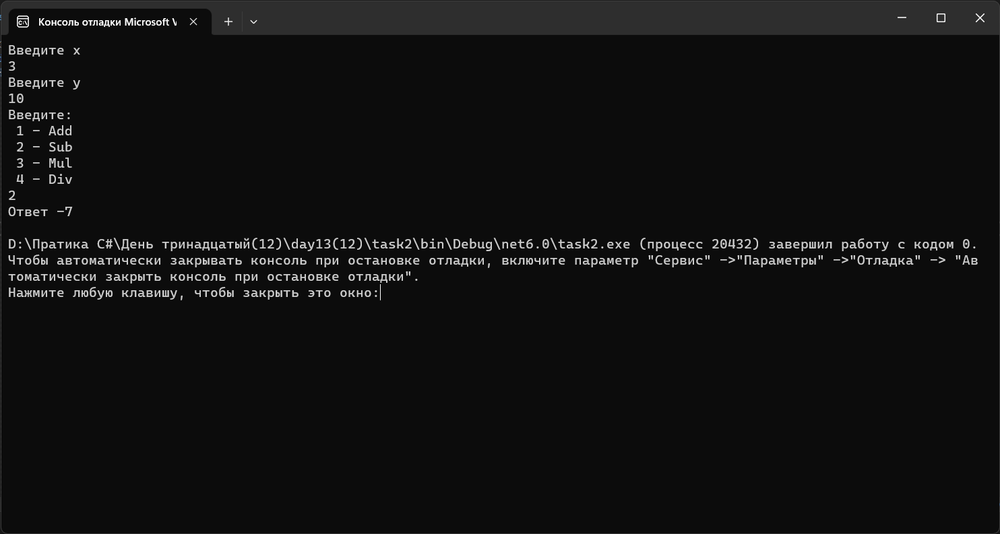 Консоль отладки Microsoft V
Введите x
3
Введите y
10
Введите:
1 - Add
2 - Sub
3 - Mul
4 - Div
2
Ответ -7
D:\Пратика C#\День тринадцатый(12)\day13(12)\task2\bin\Debug\net6.0\task2.exe (процесс 20432) завершил работу с кодом 0.
Чтобы автоматически закрывать консоль при остановке отладки, включите параметр "Сервис" ->"Параметры" ->"Отладка" -> "Ав
томатически закрыть консоль при остановке отладки".
Нажмите любую клавишу, чтобы закрыть это окно: